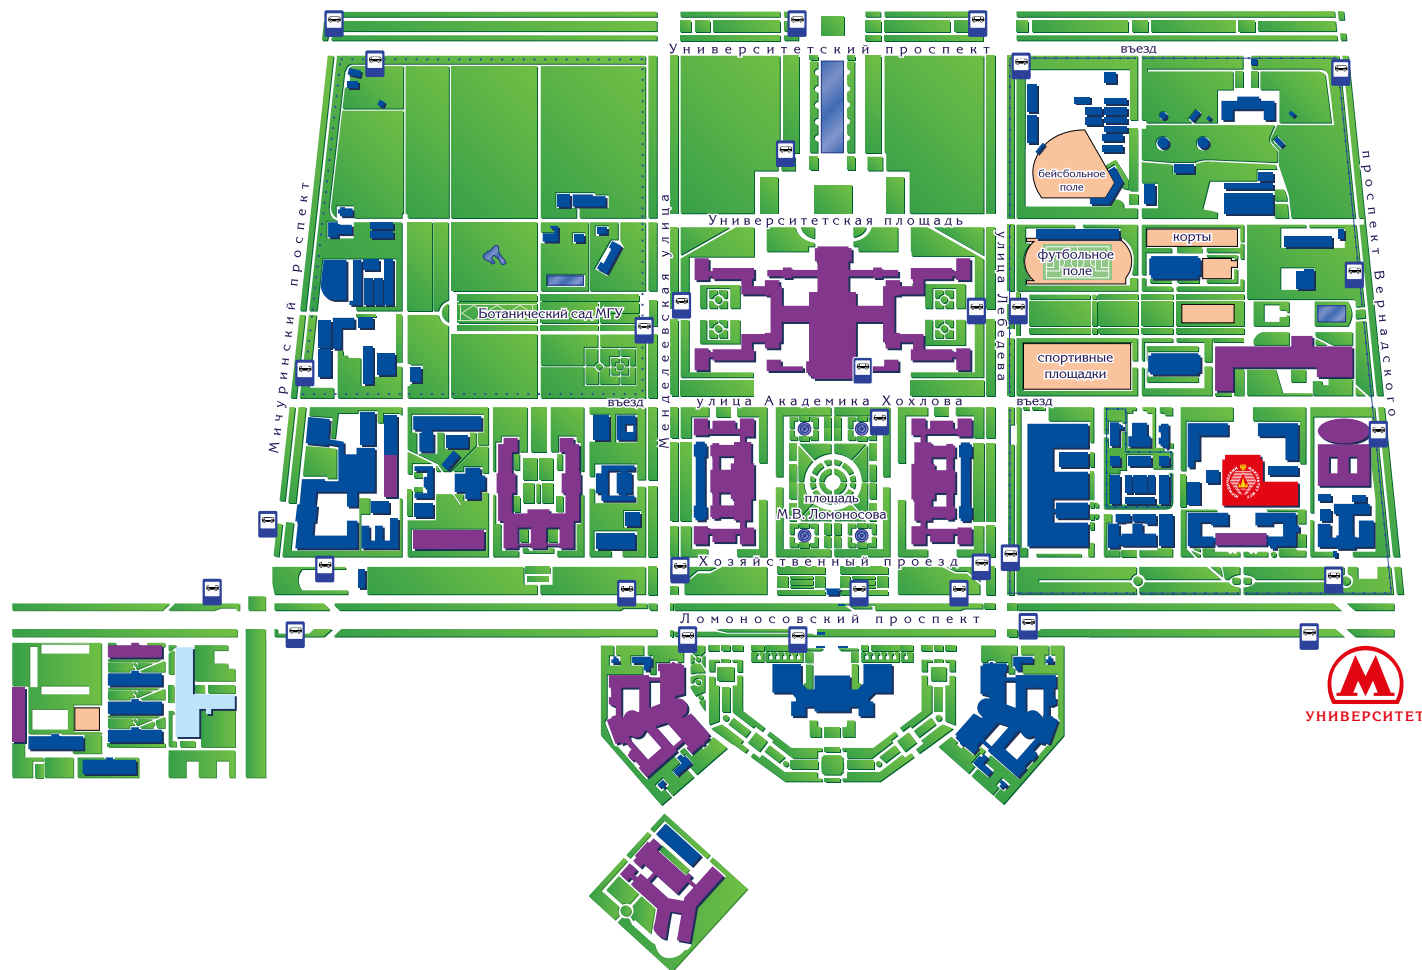 Университетский проспект
въезд
бейсбольное
поле
Мичуринский проспект
Менделеевская улица
Университетская площадь
улица Лебедева
проспект Вернадского
корты
футбольное
поле
Ботанический сад МГУ
спортивные
площадки
въезд
улица Академика Хохлова
въезд
площадь
М.В. Ломоносова
Хозяйственный проезд
Ломоносовский проспект
М
УНИВЕРСИТЕТ